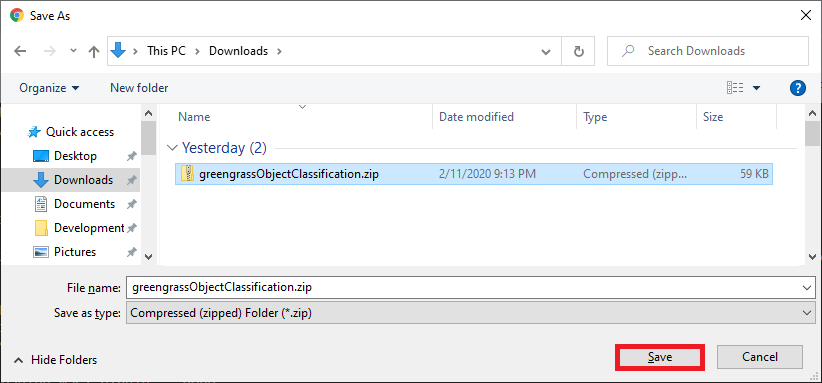 Save As
This PC > Downloads >
Search Downloads
Organize New folder ?
Name Date modified Type Size
Quick access
Desktop
Downloads
Documents
Development
Pictures
Yesterday (2)
greengrassObjectClassification.zip 2/11/2020 9:13 PM Compressed (zipp... 59 KB
File name: greengrassObjectClassification.zip
Save as type: Compressed (zipped) Folder (*.zip)
Hide Folders Save Cancel